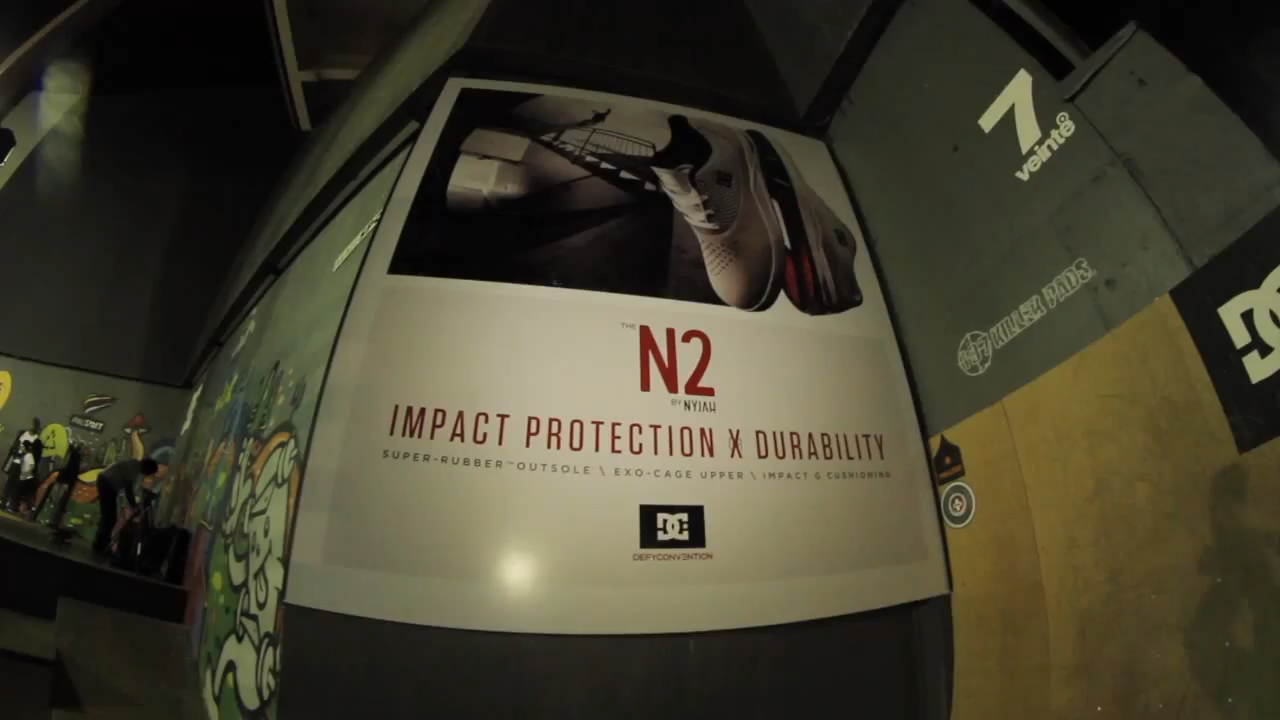 THE
N2
BY NYJAH
IMPACT PROTECTION X DURABILITY
SUPER-RUBBER™ OUTSOLE \ EXO-CAGE UPPER \ IMPACT G CUSHIONING
DC
DEFYCONVENTION
7
veinte
187 KILLER PADS
DC